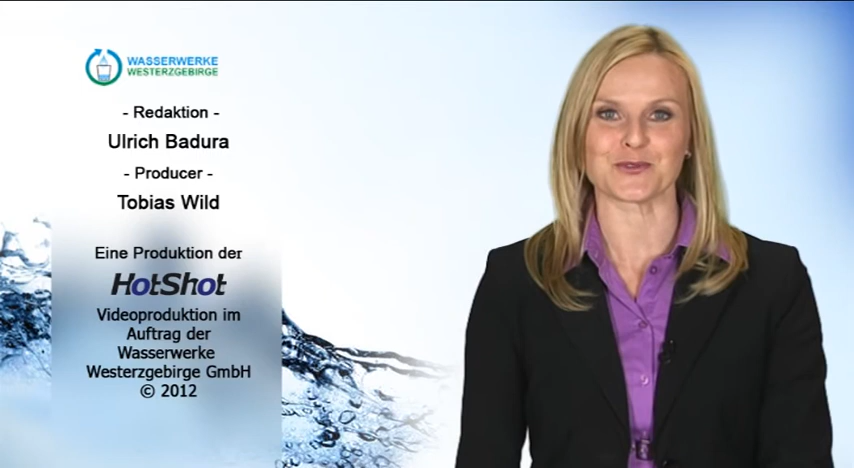 WASSERWERKE
WESTERZGEBIRGE
- Redaktion -
Ulrich Badura
- Producer -
Tobias Wild
Eine Produktion der
HotShot
Videoproduktion im
Auftrag der
Wasserwerke
Westerzgebirge GmbH
© 2012